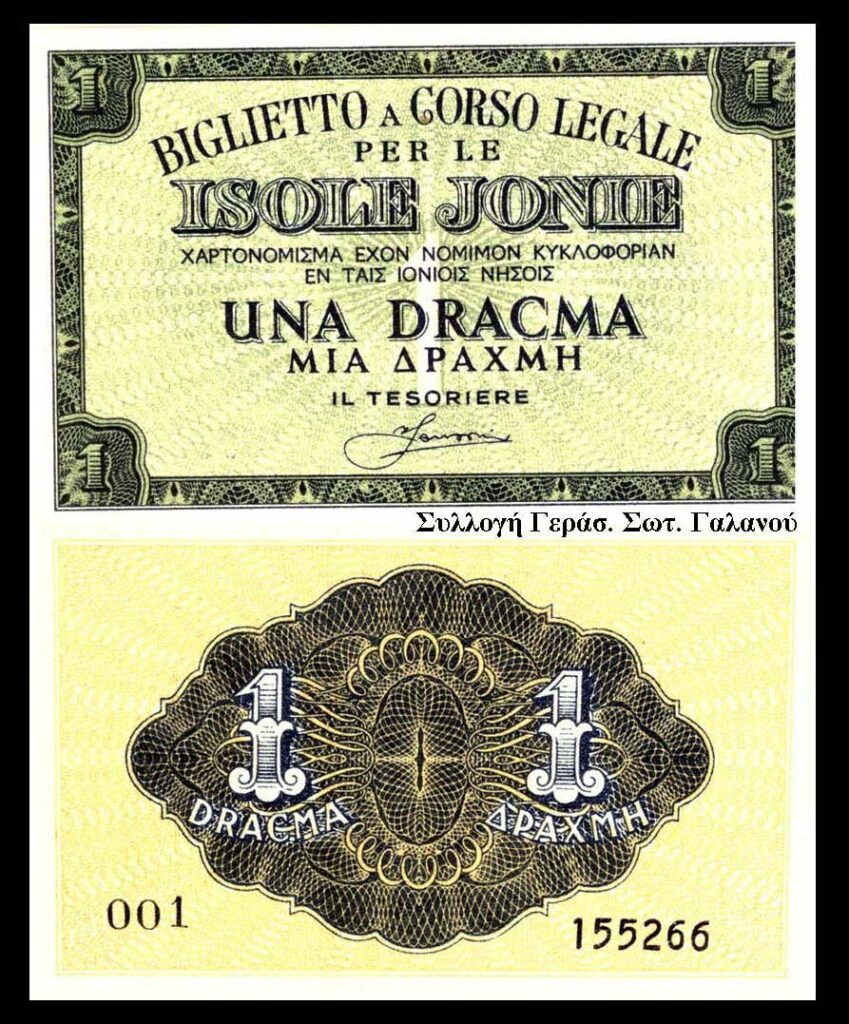 1 1
BIGLIETTO A CORSO LEGALE
PER LE
ISOLE JONIE
ΧΑΡΤΟΝΟΜΙΣΜΑ ΕΧΟΝ ΝΟΜΙΜΟΝ ΚΥΚΛΟΦΟΡΙΑΝ
ΕΝ ΤΑΙΣ ΙΟΝΙΟΙΣ ΝΗΣΟΙΣ
UNA DRACMA
ΜΙΑ ΔΡΑΧΜΗ
IL TESORIERE
1 1
Συλλογή Γεράσ. Σωτ. Γαλανού
1 1
DRACMA ΔΡΑΧΜΗ
001 155266